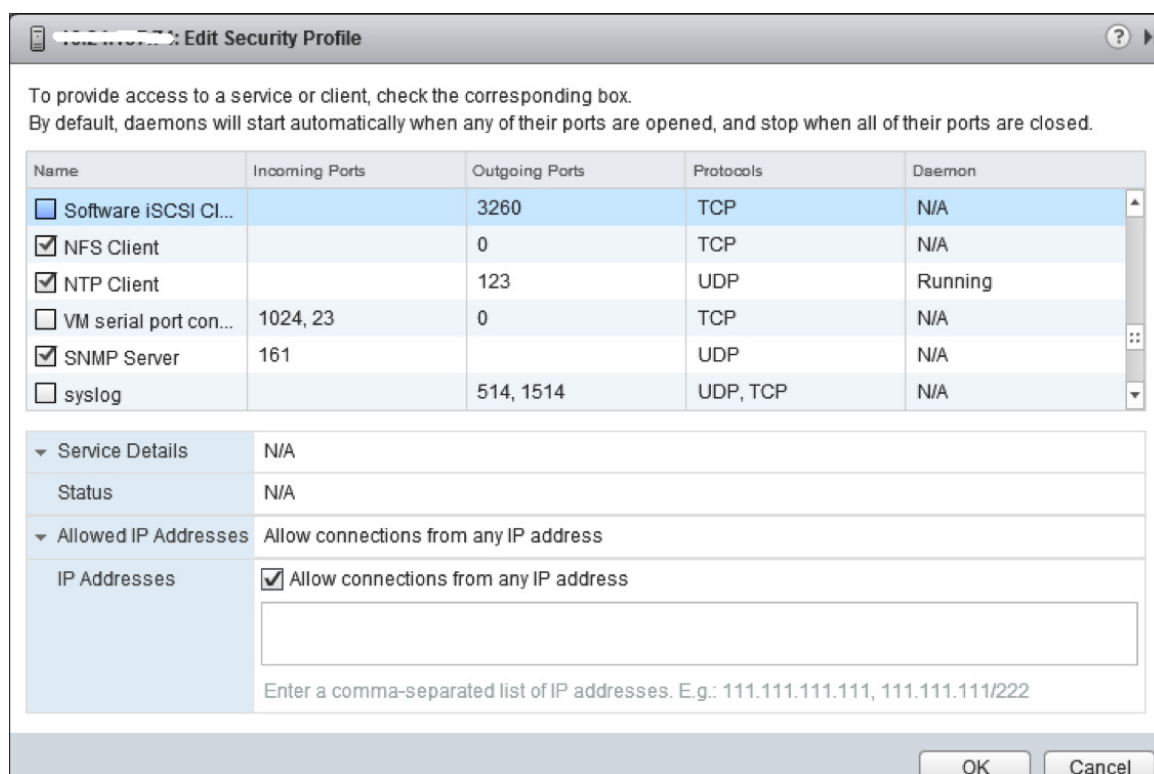 : Edit Security Profile ?
To provide access to a service or client, check the corresponding box.
By default, daemons will start automatically when any of their ports are opened, and stop when all of their ports are closed.
Name Incoming Ports Outgoing Ports Protocols Daemon
Software iSCSI Cl... 3260 TCP N/A
NFS Client 0 TCP N/A
NTP Client 123 UDP Running
VM serial port con... 1024, 23 0 TCP N/A
SNMP Server 161 UDP N/A
syslog 514, 1514 UDP, TCP N/A
Service Details N/A
Status N/A
Allowed IP Addresses Allow connections from any IP address
IP Addresses Allow connections from any IP address
Enter a comma-separated list of IP addresses. E.g.: 111.111.111.111, 111.111.111/222
OK Cancel